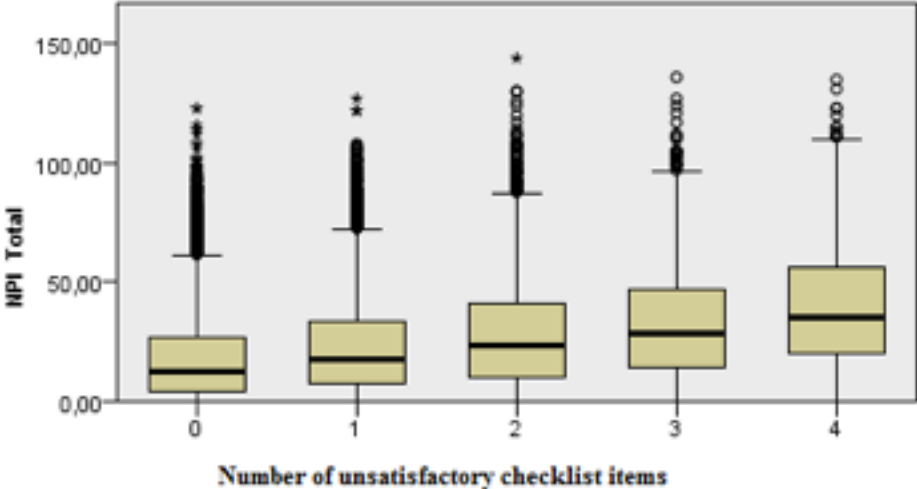 150,00
100,00
50,00
0,00
NPI Total
0 1 2 3 4
Number of unsatisfactory checklist items